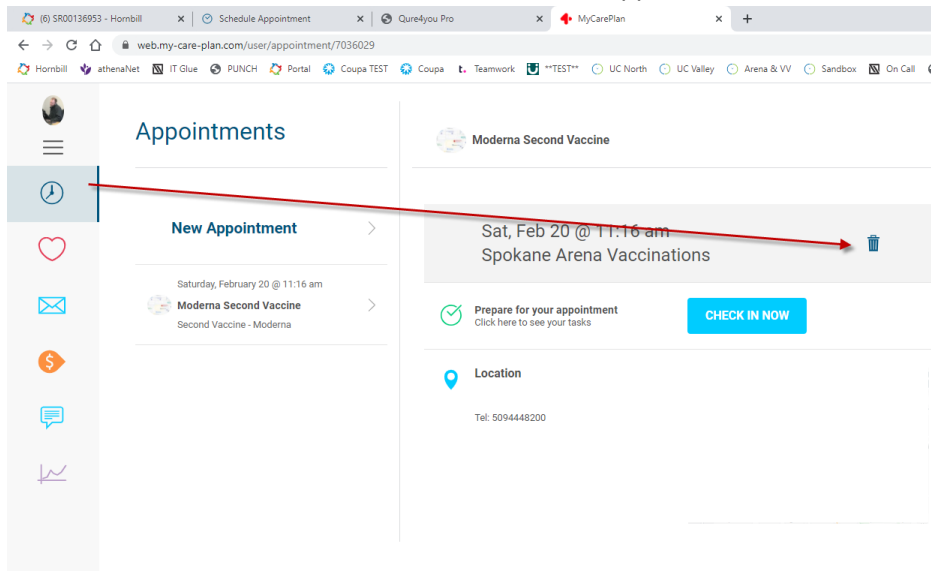 (6) SR00136953 - Hornbill
Schedule Appointment
Qure4you Pro
MyCarePlan
web.my-care-plan.com/user/appointment/7036029
Hornbill athenaNet IT Glue PUNCH Portal Coupa TEST Coupa t. Teamwork **TEST** UC North UC Valley Arena & VV Sandbox On Call
Appointments
New Appointment
Saturday, February 20 @ 11:16 am
Moderna Second Vaccine
Second Vaccine - Moderna
Moderna Second Vaccine
Sat, Feb 20 @ 11:16 am
Spokane Arena Vaccinations
Prepare for your appointment
Click here to see your tasks
CHECK IN NOW
Location
Tel: 5094448200